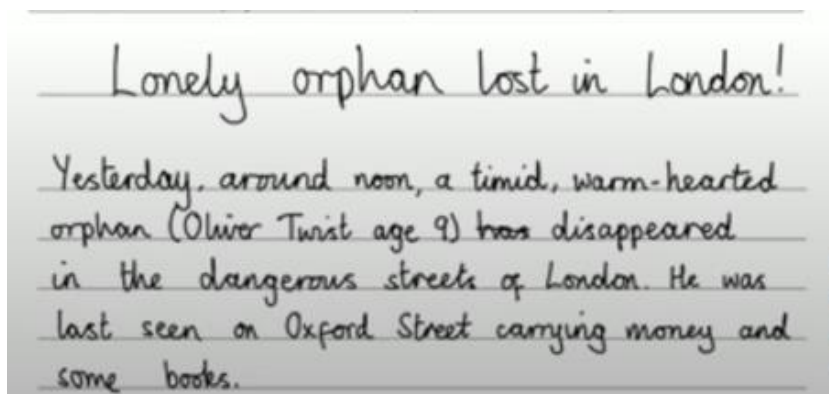 Lonely orphan lost in London!
Yesterday, around noon, a timid, warm-hearted
orphan (Oliver Twist age 9) has disappeared
in the dangerous streets of London. He was
last seen on Oxford Street carrying money and
some books.